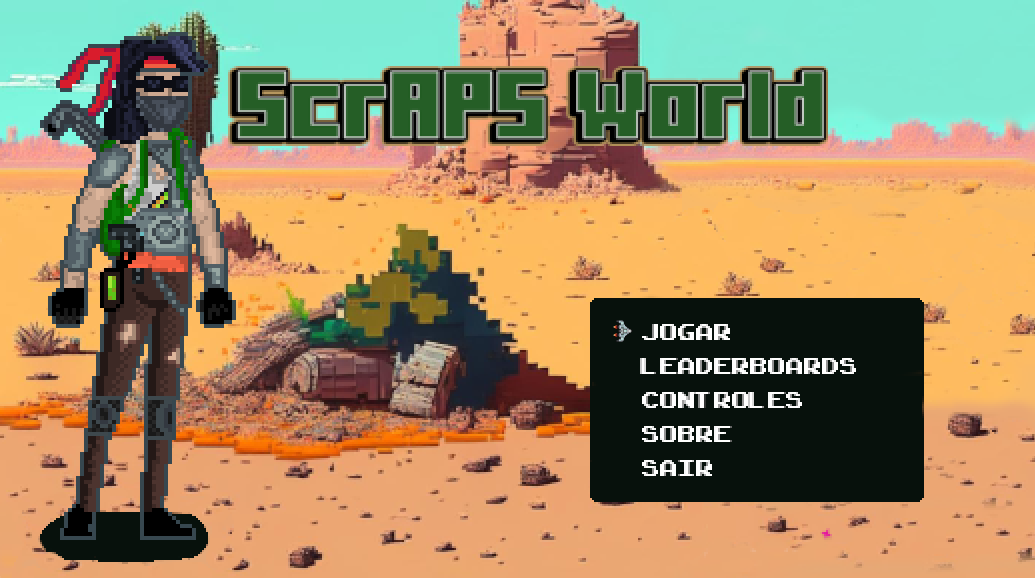 ScrAPS World
JOGAR
LEADERBOARDS
CONTROLES
SOBRE
SAIR